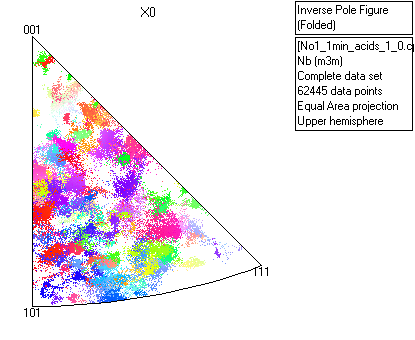 X0
001
101
111
Inverse Pole Figure
(Folded)
[No1_1min_acids_1_0.cp
Nb (m3m)
Complete data set
62445 data points
Equal Area projection
Upper hemisphere